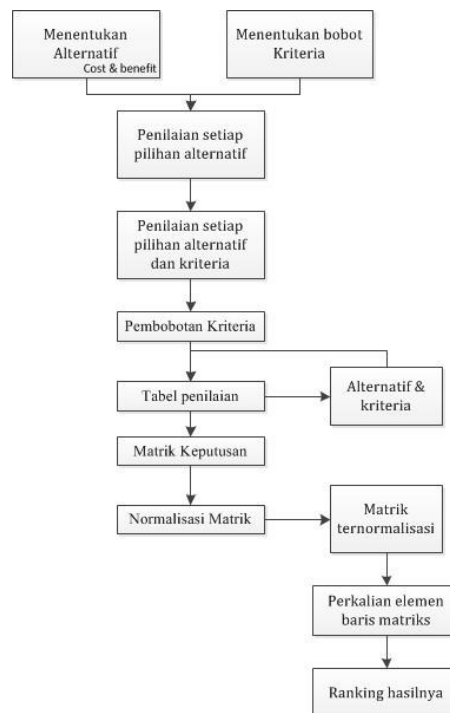 Menentukan
Alternatif
Cost & benefit
Menentukan bobot
Kriteria
Penilaian setiap
pilihan alternatif
Penilaian setiap
pilihan alternatif
dan kriteria
Pembobotan Kriteria
Tabel penilaian
Alternatif &
kriteria
Matrik Keputusan
Normalisasi Matrik
Matrik
ternormalisasi
Perkalian elemen
baris matriks
Ranking hasilnya